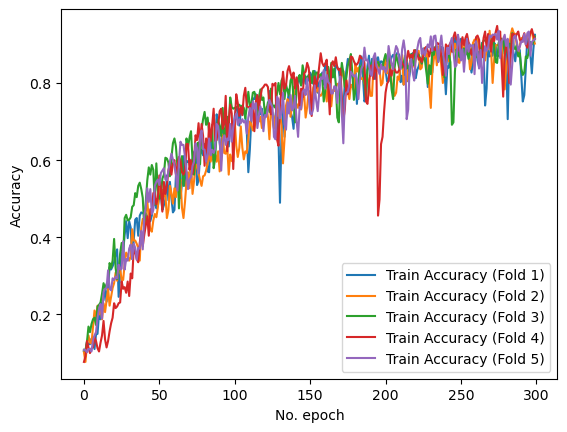 Accuracy
0.8
0.6
0.4
0.2
0
50
100
150
200
250
300
No. epoch
Train Accuracy (Fold 1)
Train Accuracy (Fold 2)
Train Accuracy (Fold 3)
Train Accuracy (Fold 4)
Train Accuracy (Fold 5)